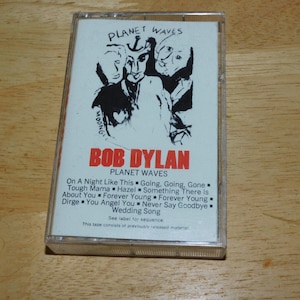 PLANET WAVES
BOB DYLAN
PLANET WAVES
On A Night Like This • Going, Going, Gone •
Tough Mama • Hazel • Something There Is
About You • Forever Young • Forever Young •
Dirge • You Angel You • Never Say Goodbye •
Wedding Song
See label for sequence.
This tape consists of previously released material.